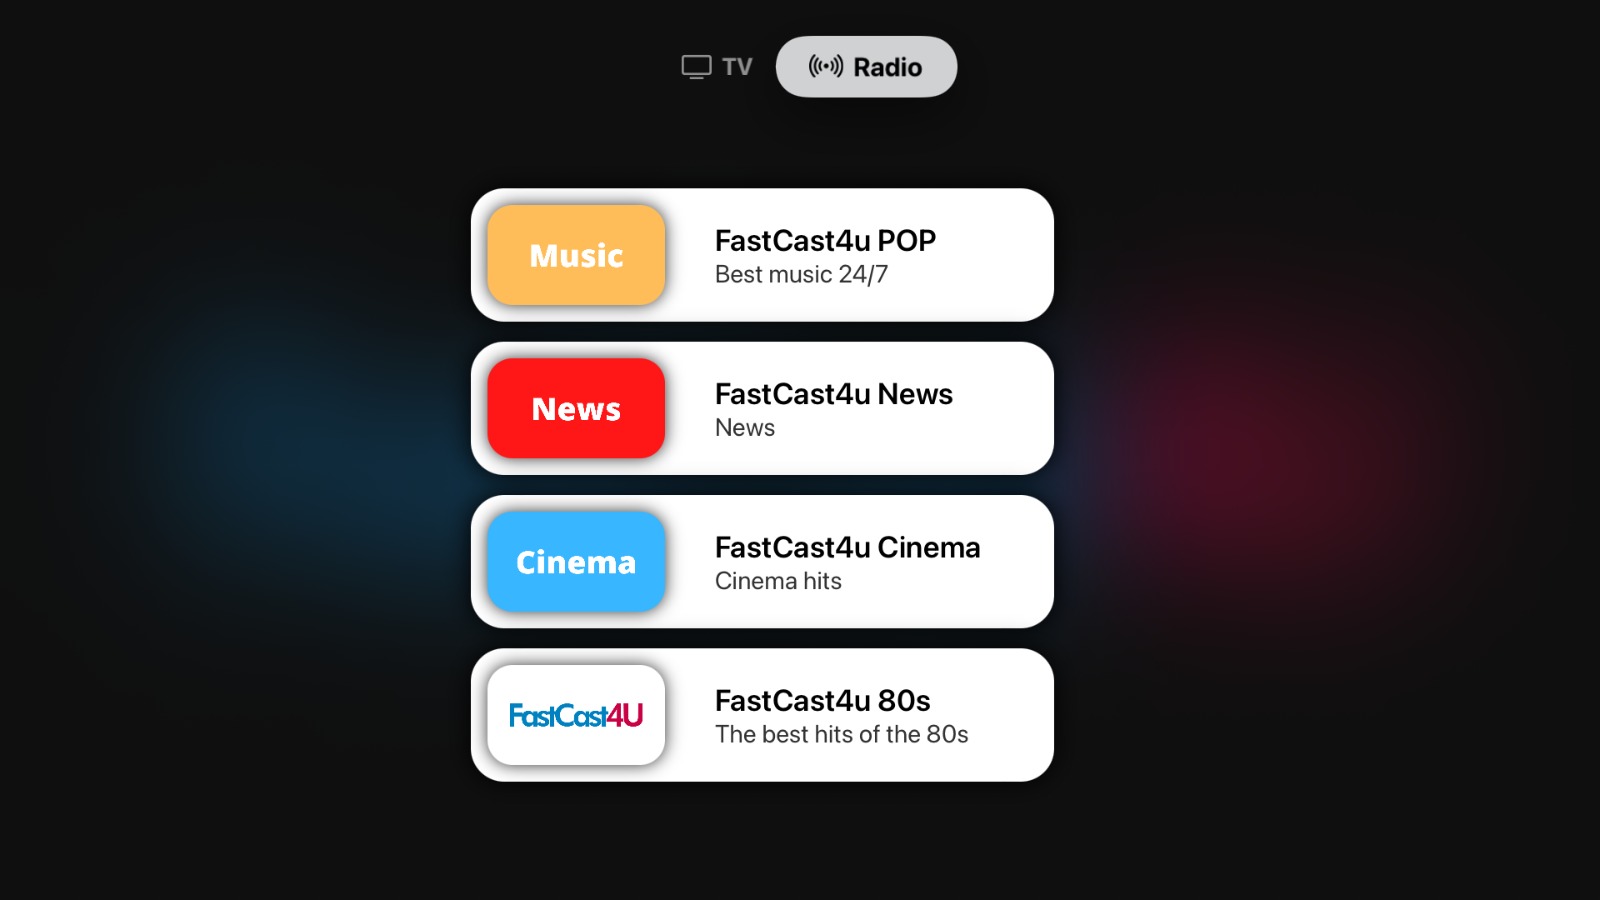 TV
Radio
Music
FastCast4u POP
Best music 24/7
News
FastCast4u News
News
Cinema
FastCast4u Cinema
Cinema hits
FastCast4U
FastCast4u 80s
The best hits of the 80s